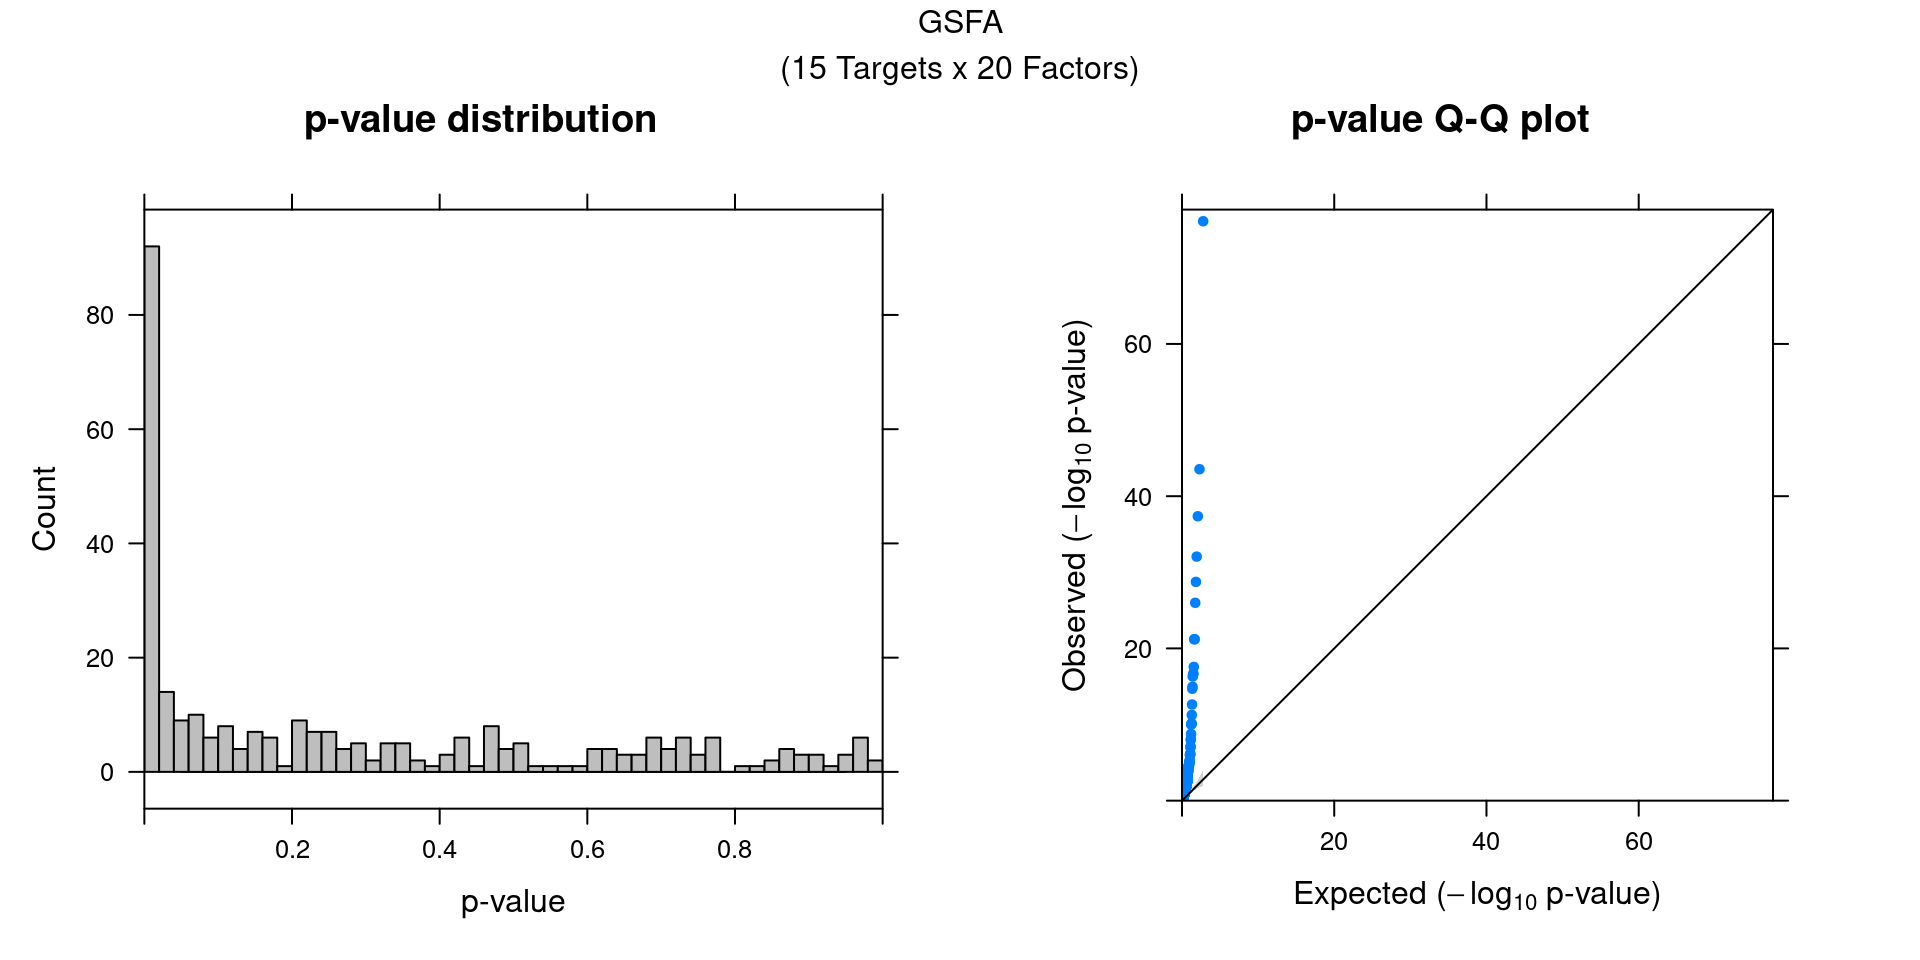 GSFA
(15 Targets x 20 Factors)
p-value distribution
80
60
40
20
0
Count
0.2 0.4 0.6 0.8
p-value
p-value Q-Q plot
60
40
20
Observed (−log10 p-value)
20 40 60
Expected (−log10 p-value)